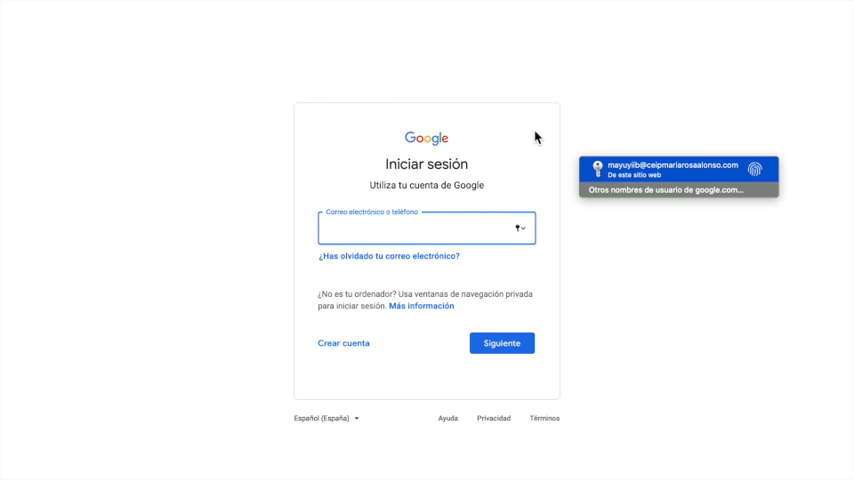 Google
Iniciar sesión
Utiliza tu cuenta de Google
Correo electrónico o teléfono
¿Has olvidado tu correo electrónico?
¿No es tu ordenador? Usa ventanas de navegación privada
para iniciar sesión. Más información
Crear cuenta
Siguiente
Español (España)
Ayuda
Privacidad
Términos
mayuyiib@ceipmariarosaalonso.com
De este sitio web
Otros nombres de usuario de google.com...